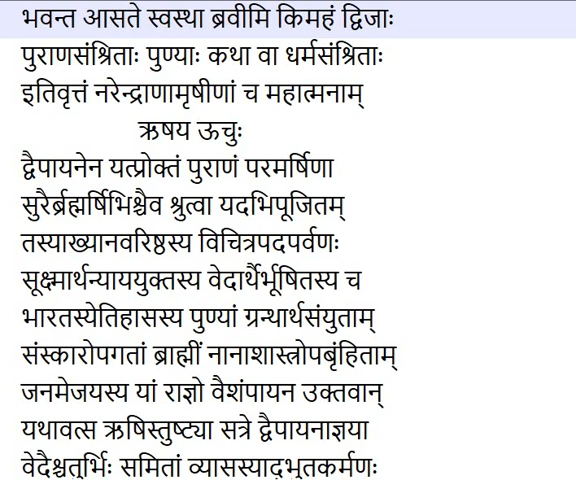 भवन्त आसते स्वस्था ब्रवीमि किमहं द्विजाः
पुराणसंश्रिताः पुण्याः कथा वा धर्मसंश्रिताः
इतिवृत्तं नरेन्द्राणामृषीणां च महात्मनाम्
ऋषय ऊचुः
द्वैपायनेन यत्प्रोक्तं पुराणं परमर्षिणा
सुरैर्ब्रह्मर्षिभिश्चैव श्रुत्वा यदभिपूजितम्
तस्याख्यानवरिष्ठस्य विचित्रपदपर्वणः
सूक्ष्मार्थन्याययुक्तस्य वेदार्थैर्भूषितस्य च
भारतस्येतिहासस्य पुण्यां ग्रन्थार्थसंयुताम्
संस्कारोपगतां ब्राह्मीं नानाशास्त्रोपबृंहिताम्
जनमेजयस्य यां राज्ञो वैशंपायन उक्तवान्
यथावत्स ऋषिस्तुष्ट्या सत्रे द्वैपायनाज्ञया
वेदैश्चतुर्भिः समितां व्यासस्याद्भुतकर्मणः